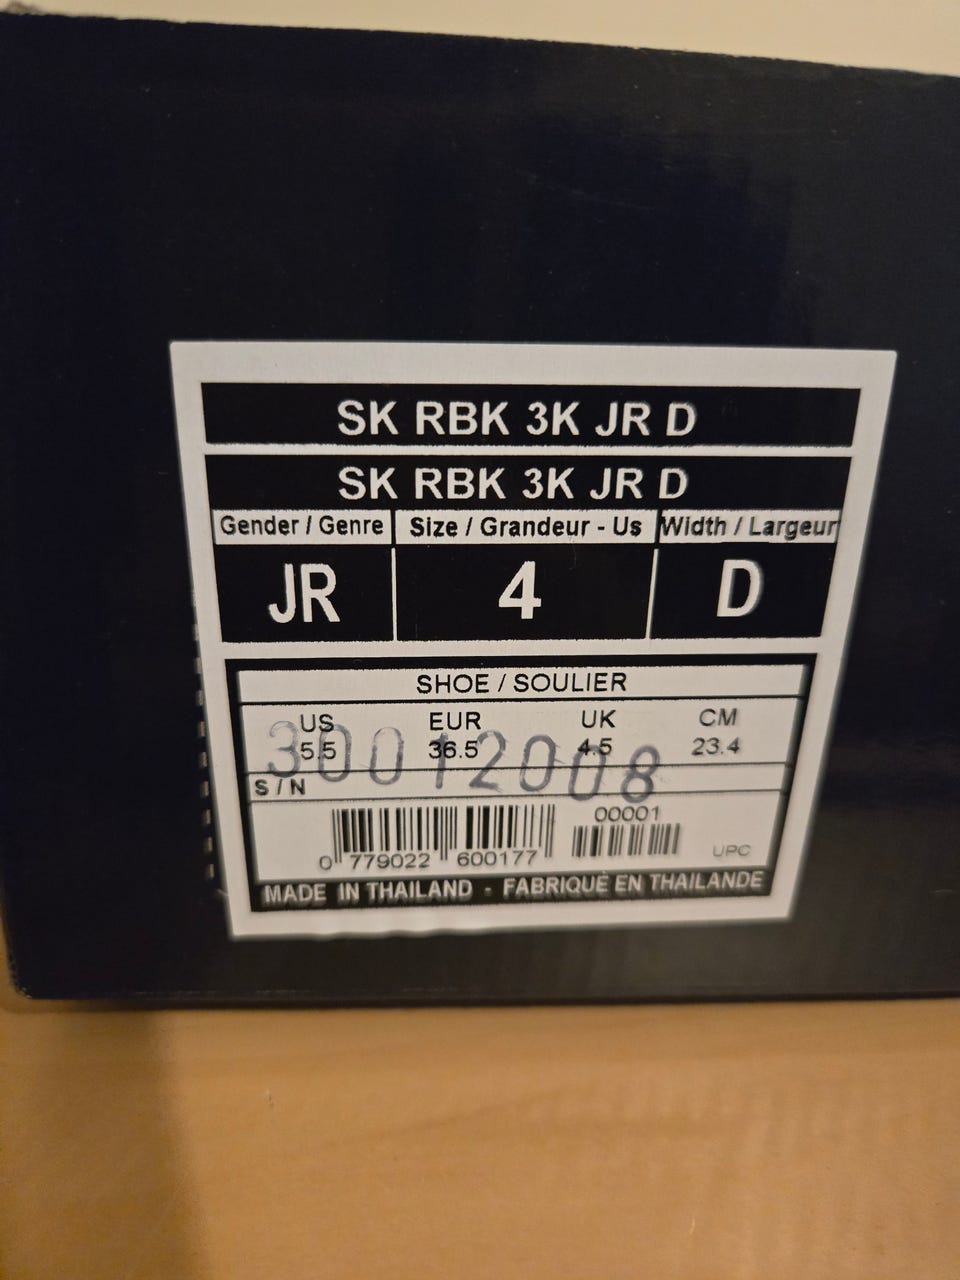 SK RBK 3K JR D
SK RBK 3K JR D
Gender / Genre Size / Grandeur - Us Width / Largeur
JR 4 D
SHOE / SOULIER
US EUR UK CM
5.5 36.5 4.5 23.4
30012008
S / N
00001
0 779022 600177
UPC
MADE IN THAILAND - FABRIQUÉ EN THAILANDE